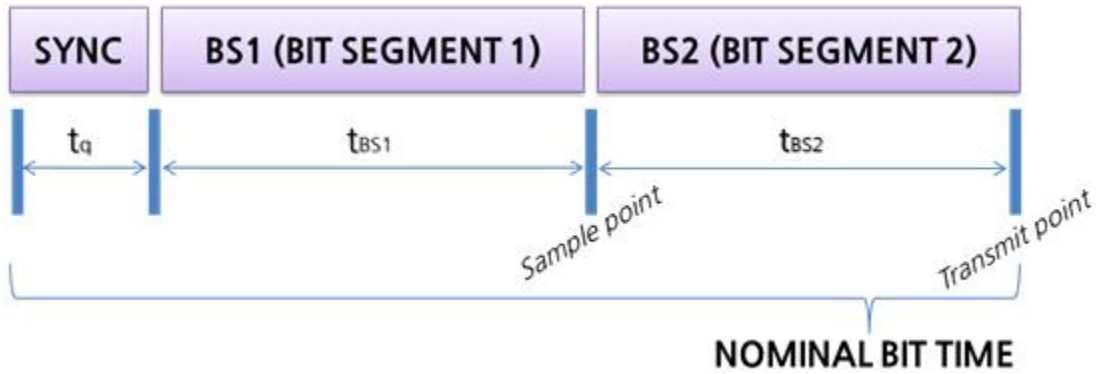 SYNC
BS1 (BIT SEGMENT 1)
BS2 (BIT SEGMENT 2)
tq
tBS1
tBS2
Sample point
Transmit point
NOMINAL BIT TIME